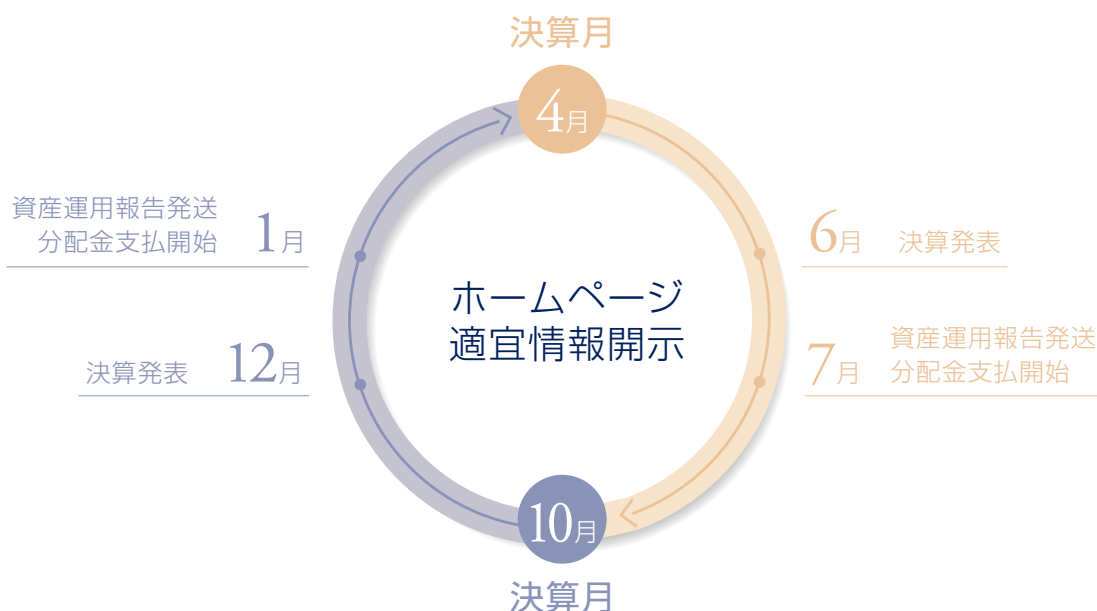 決算月
4月
資産運用報告発送
分配金支払開始
1月
6月 決算発表
ホームページ
適宜情報開示
決算発表 12月
7月
資産運用報告発送
分配金支払開始
10月
決算月